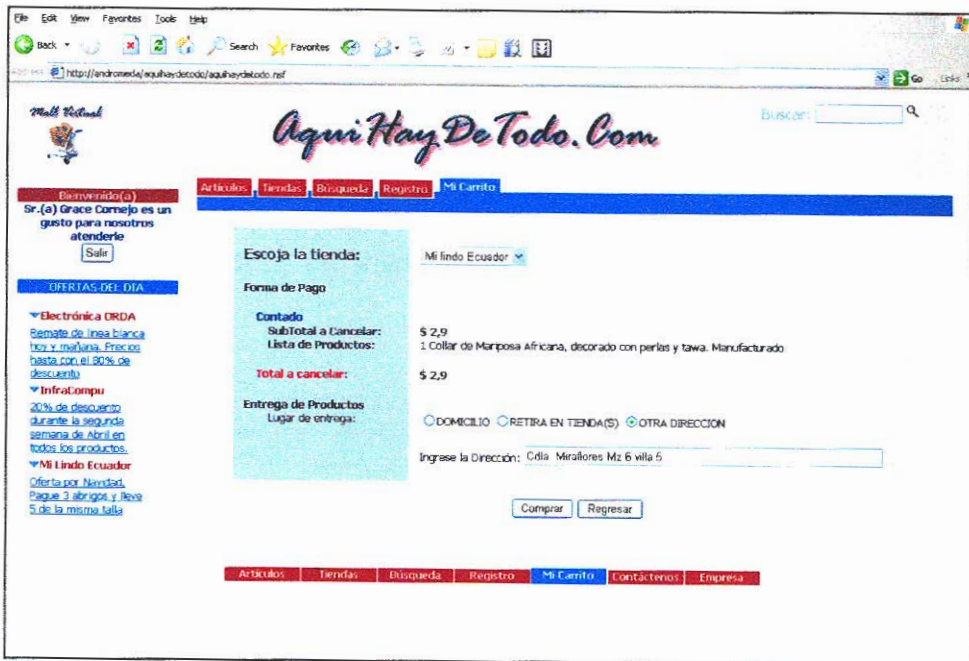 File Edit View Favorites Tools Help
Back Search Favorites
http://andromeda/aquihaydetodo/aquihaydetodo.nsf Go Links
Mall Virtual
AquiHayDeTodo.Com
Buscar:
Artículos Tiendas Búsqueda Registro Mi Carrito
Bienvenido(a)
Sr.(a) Grace Cornejo es un
gusto para nosotros
atenderle
Salir
OFERTAS DEL DIA
Electrónica ORDA
Remate de linea blanca
hoy y mañana. Precios
hasta con el 80% de
descuento
InfraCompu
20% de descuento
durante la segunda
semana de Abril en
todos los productos.
Mi Lindo Ecuador
Oferta por Navidad.
Pague 3 abrigos y lleve
5 de la misma talla
Escoja la tienda: Mi lindo Ecuador
Forma de Pago
Contado
SubTotal a Cancelar: $ 2,9
Lista de Productos: 1 Collar de Mariposa Africana, decorado con perlas y tawa. Manufacturado
Total a cancelar: $ 2,9
Entrega de Productos
Lugar de entrega: DOMICILIO RETIRA EN TIENDA(S) OTRA DIRECCION
Ingrese la Dirección: Cdla Miraflores Mz 6 villa 5
Comprar Regresar
Artículos Tiendas Búsqueda Registro Mi Carrito Contáctenos Empresa